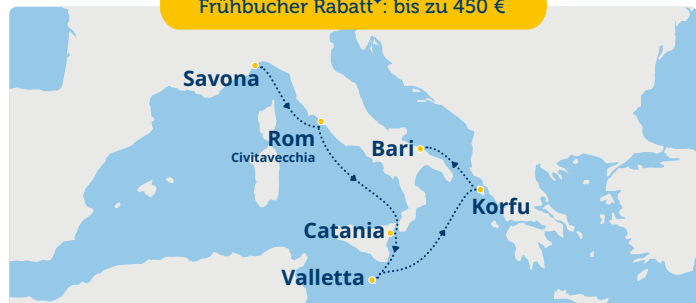 Frühbucher Rabatt*: bis zu 450 €
Savona
Rom
Civitavecchia
Bari
Korfu
Catania
Valletta